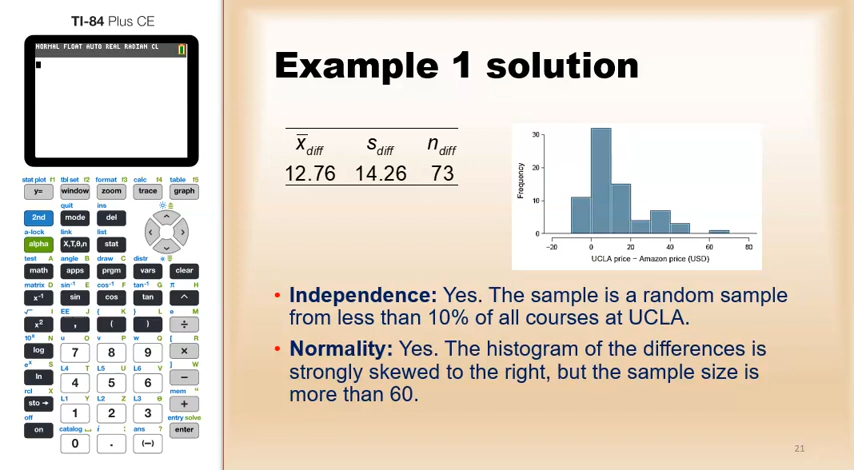 TI-84 Plus CE
NORMAL FLOAT AUTO REAL RADIAN CL
stat plot f1 tbl set f2 format f3 calc f4 table f5
y= window zoom trace graph
quit ins
2nd mode del
a-lock link list
alpha X,T,θ,n stat
test A angle B draw C distr
math apps prgm vars clear
matrix D sin⁻¹ E cos⁻¹ F tan⁻¹ G π H
x⁻¹ sin cos tan ^
√ I EE J { K } L e M
x² , ( ) ÷
10ˣ N u O v P w Q [ R
log 7 8 9 ×
eˣ S L4 T L5 U L6 V ] W
ln 4 5 6 −
rcl X L1 Y L2 Z L3 θ mem "
sto→ 1 2 3 +
off catalog ⎵ i : ans ? entry solve
on 0 . (−) enter
Example 1 solution
x̄diff sdiff ndiff
12.76 14.26 73
Frequency
30
20
10
0
−20 0 20 40 60 80
UCLA price − Amazon price (USD)
• Independence: Yes. The sample is a random sample
from less than 10% of all courses at UCLA.
• Normality: Yes. The histogram of the differences is
strongly skewed to the right, but the sample size is
more than 60.
21